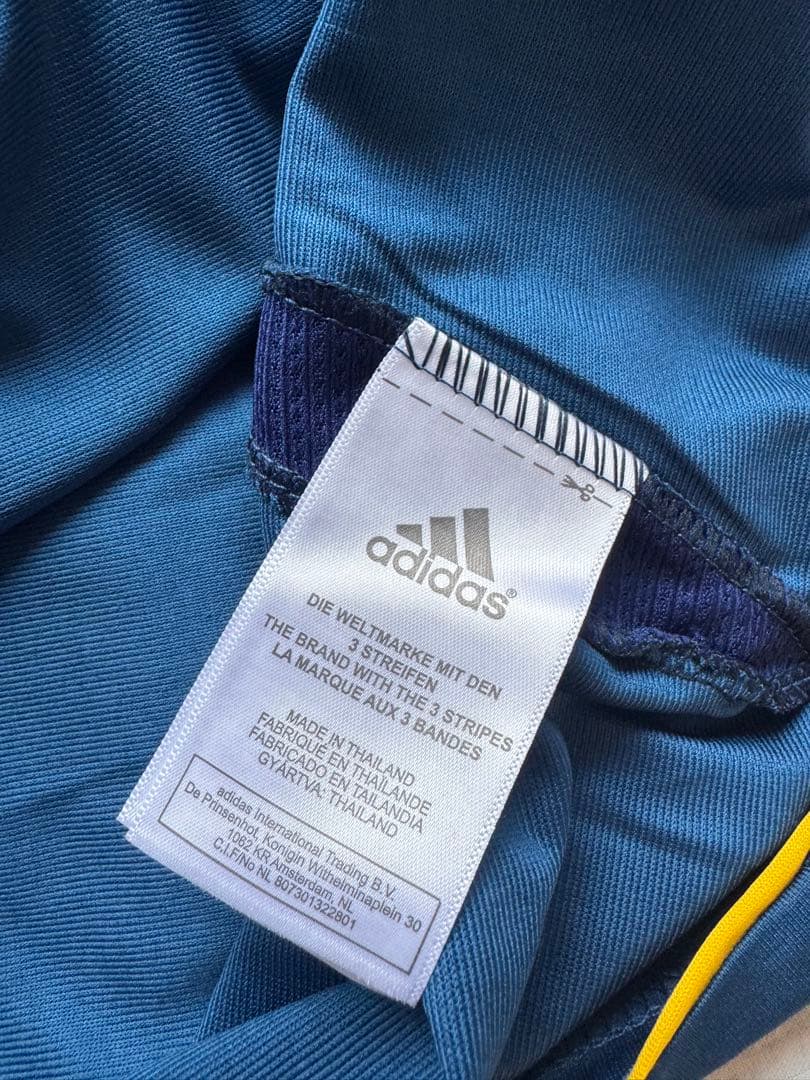 adidas®
DIE WELTMARKE MIT DEN
3 STREIFEN
THE BRAND WITH THE 3 STRIPES
LA MARQUE AUX 3 BANDES
MADE IN THAILAND
FABRIQUÉ EN THAÏLANDE
FABRICADO EN TAILANDIA
GYÁRTVA: THAILAND
adidas International Trading B.V.
De Prinsenhof, Konigin Wilhelminaplein 30
1062 KR Amsterdam, NL
C.I.F/No NL 807301322801